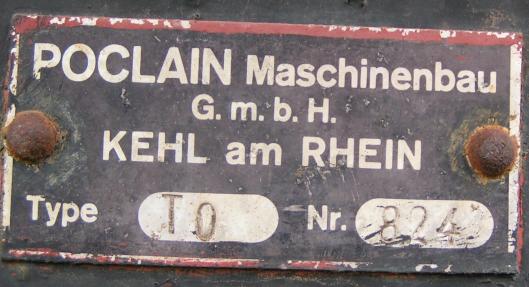 POCLAIN Maschinenbau
G. m. b. H.
KEHL am RHEIN
Type TO Nr. 824